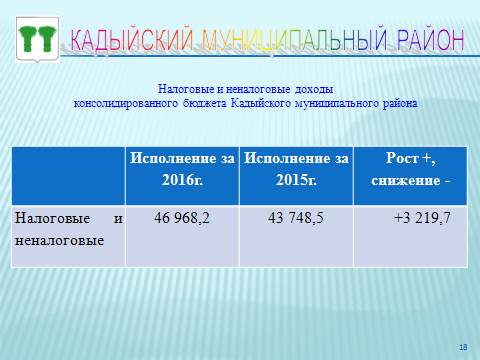 КАДЫЙСКИЙ МУНИЦИПАЛЬНЫЙ РАЙОН
Налоговые и неналоговые доходы
консолидированного бюджета Кадыйского муниципального района
Исполнение за 2016г.
Исполнение за 2015г.
Рост +, снижение -
Налоговые и неналоговые
46 968,2
43 748,5
+3 219,7
18